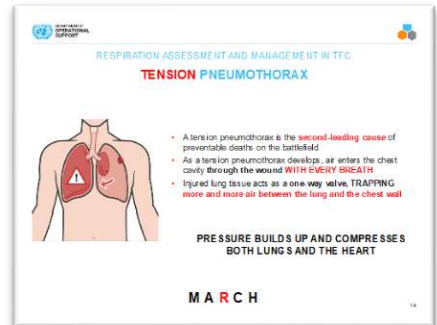 DEPARTMENT OF
OPERATIONAL
SUPPORT
RESPIRATION ASSESSMENT AND MANAGEMENT IN TFC
TENSION PNEUMOTHORAX
• A tension pneumothorax is the second-leading cause of
preventable deaths on the battlefield
• As a tension pneumothorax develops, air enters the chest
cavity through the wound WITH EVERY BREATH
• Injured lung tissue acts as a one-way valve, TRAPPING
more and more air between the lung and the chest wall
!
PRESSURE BUILDS UP AND COMPRESSES
BOTH LUNGS AND THE HEART
MARCH